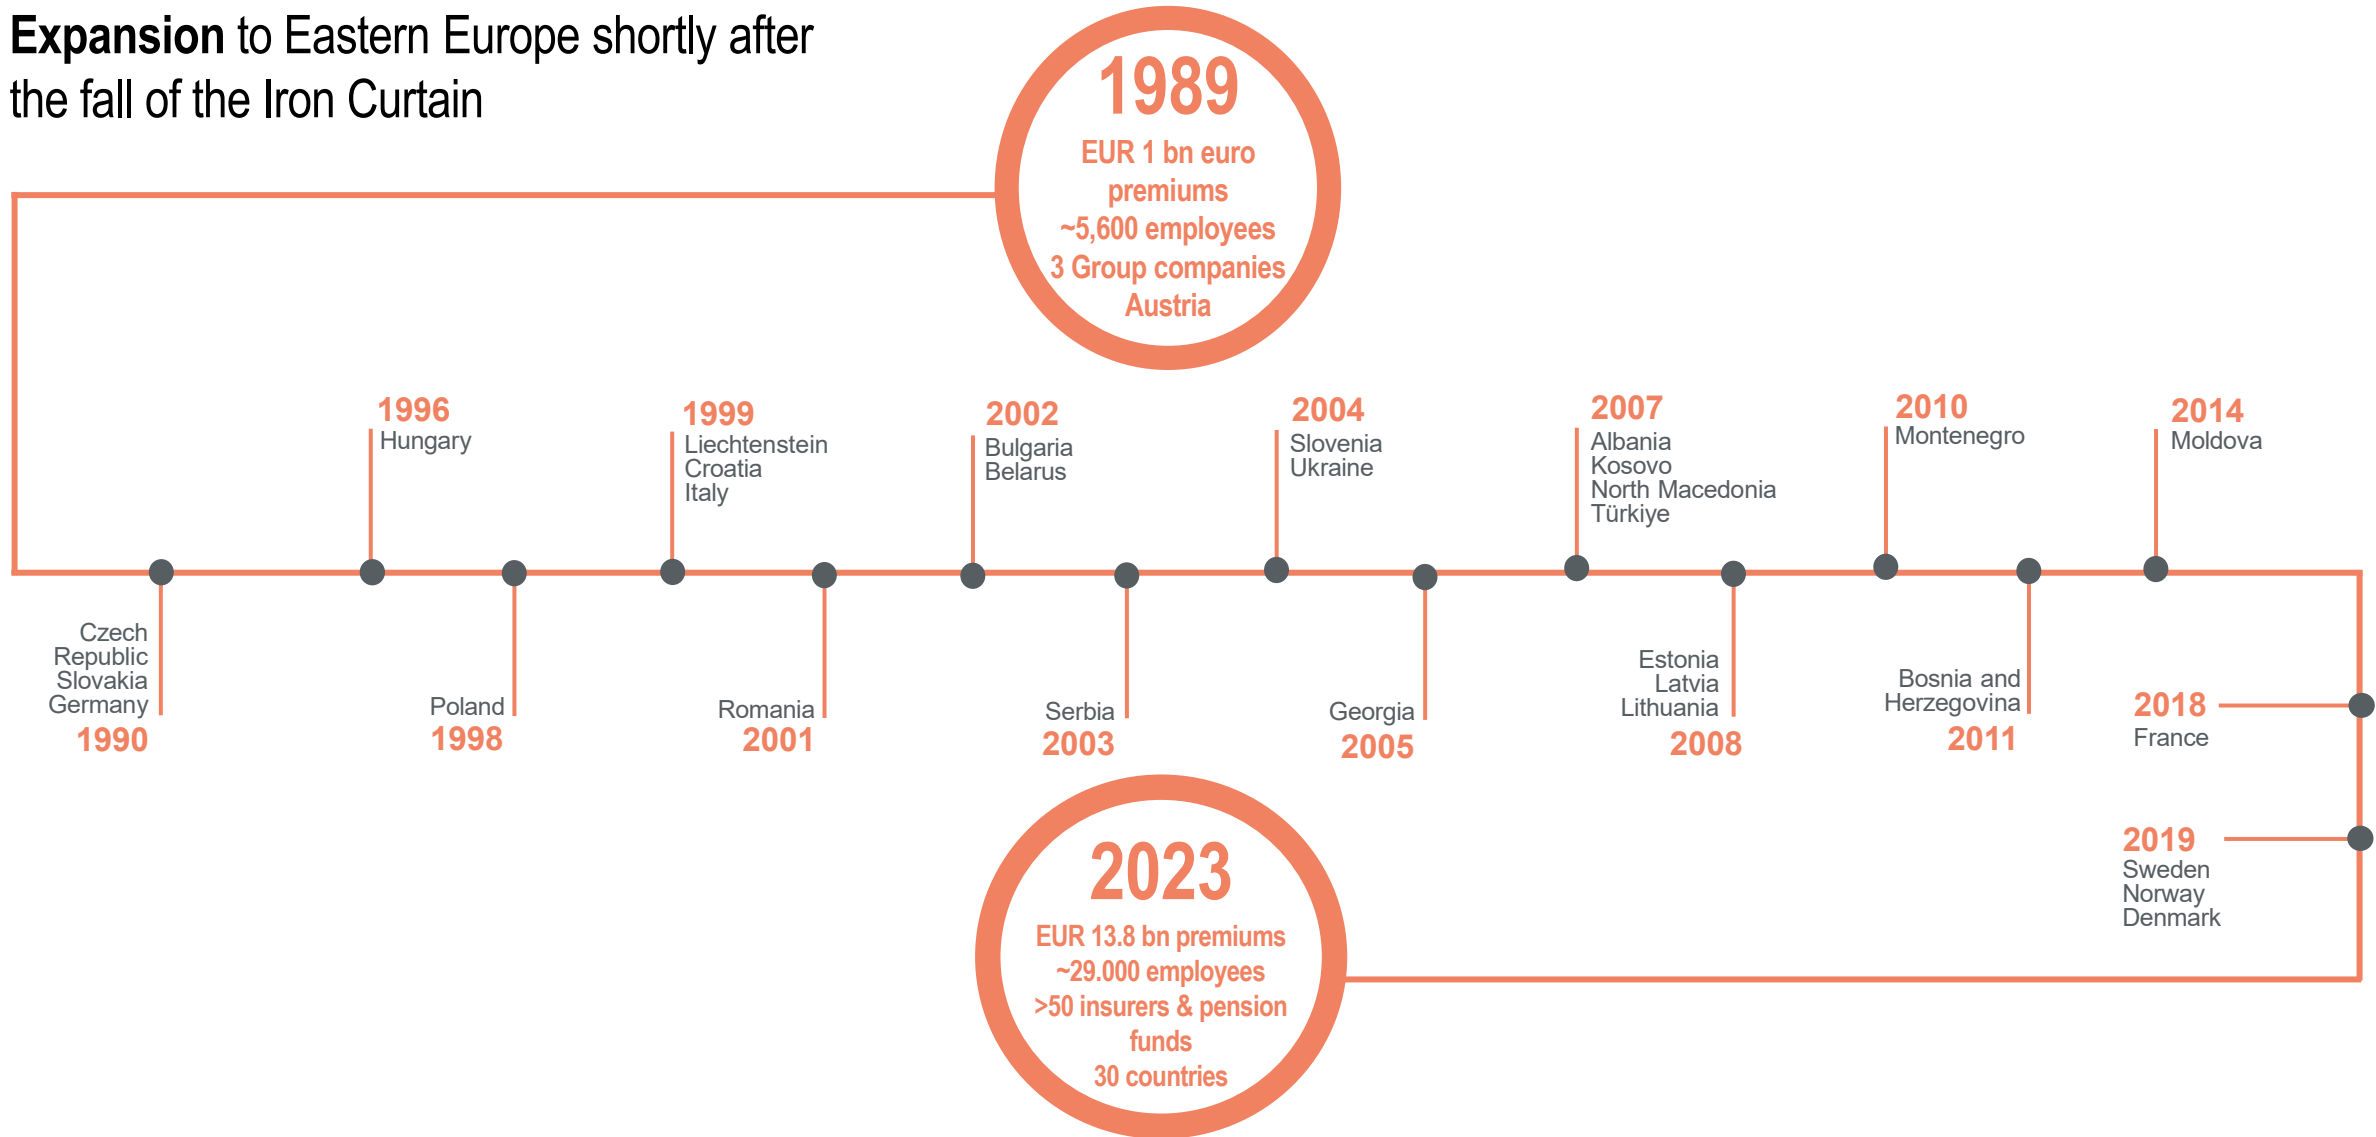 Expansion to Eastern Europe shortly after
the fall of the Iron Curtain
1989
EUR 1 bn euro
premiums
~5,600 employees
3 Group companies
Austria
1996
Hungary
1999
Liechtenstein
Croatia
Italy
2002
Bulgaria
Belarus
2004
Slovenia
Ukraine
2007
Albania
Kosovo
North Macedonia
Türkiye
2010
Montenegro
2014
Moldova
Czech
Republic
Slovakia
Germany
1990
Poland
1998
Romania
2001
Serbia
2003
Georgia
2005
Estonia
Latvia
Lithuania
2008
Bosnia and
Herzegovina
2011
2018
France
2019
Sweden
Norway
Denmark
2023
EUR 13.8 bn premiums
~29.000 employees
>50 insurers & pension
funds
30 countries